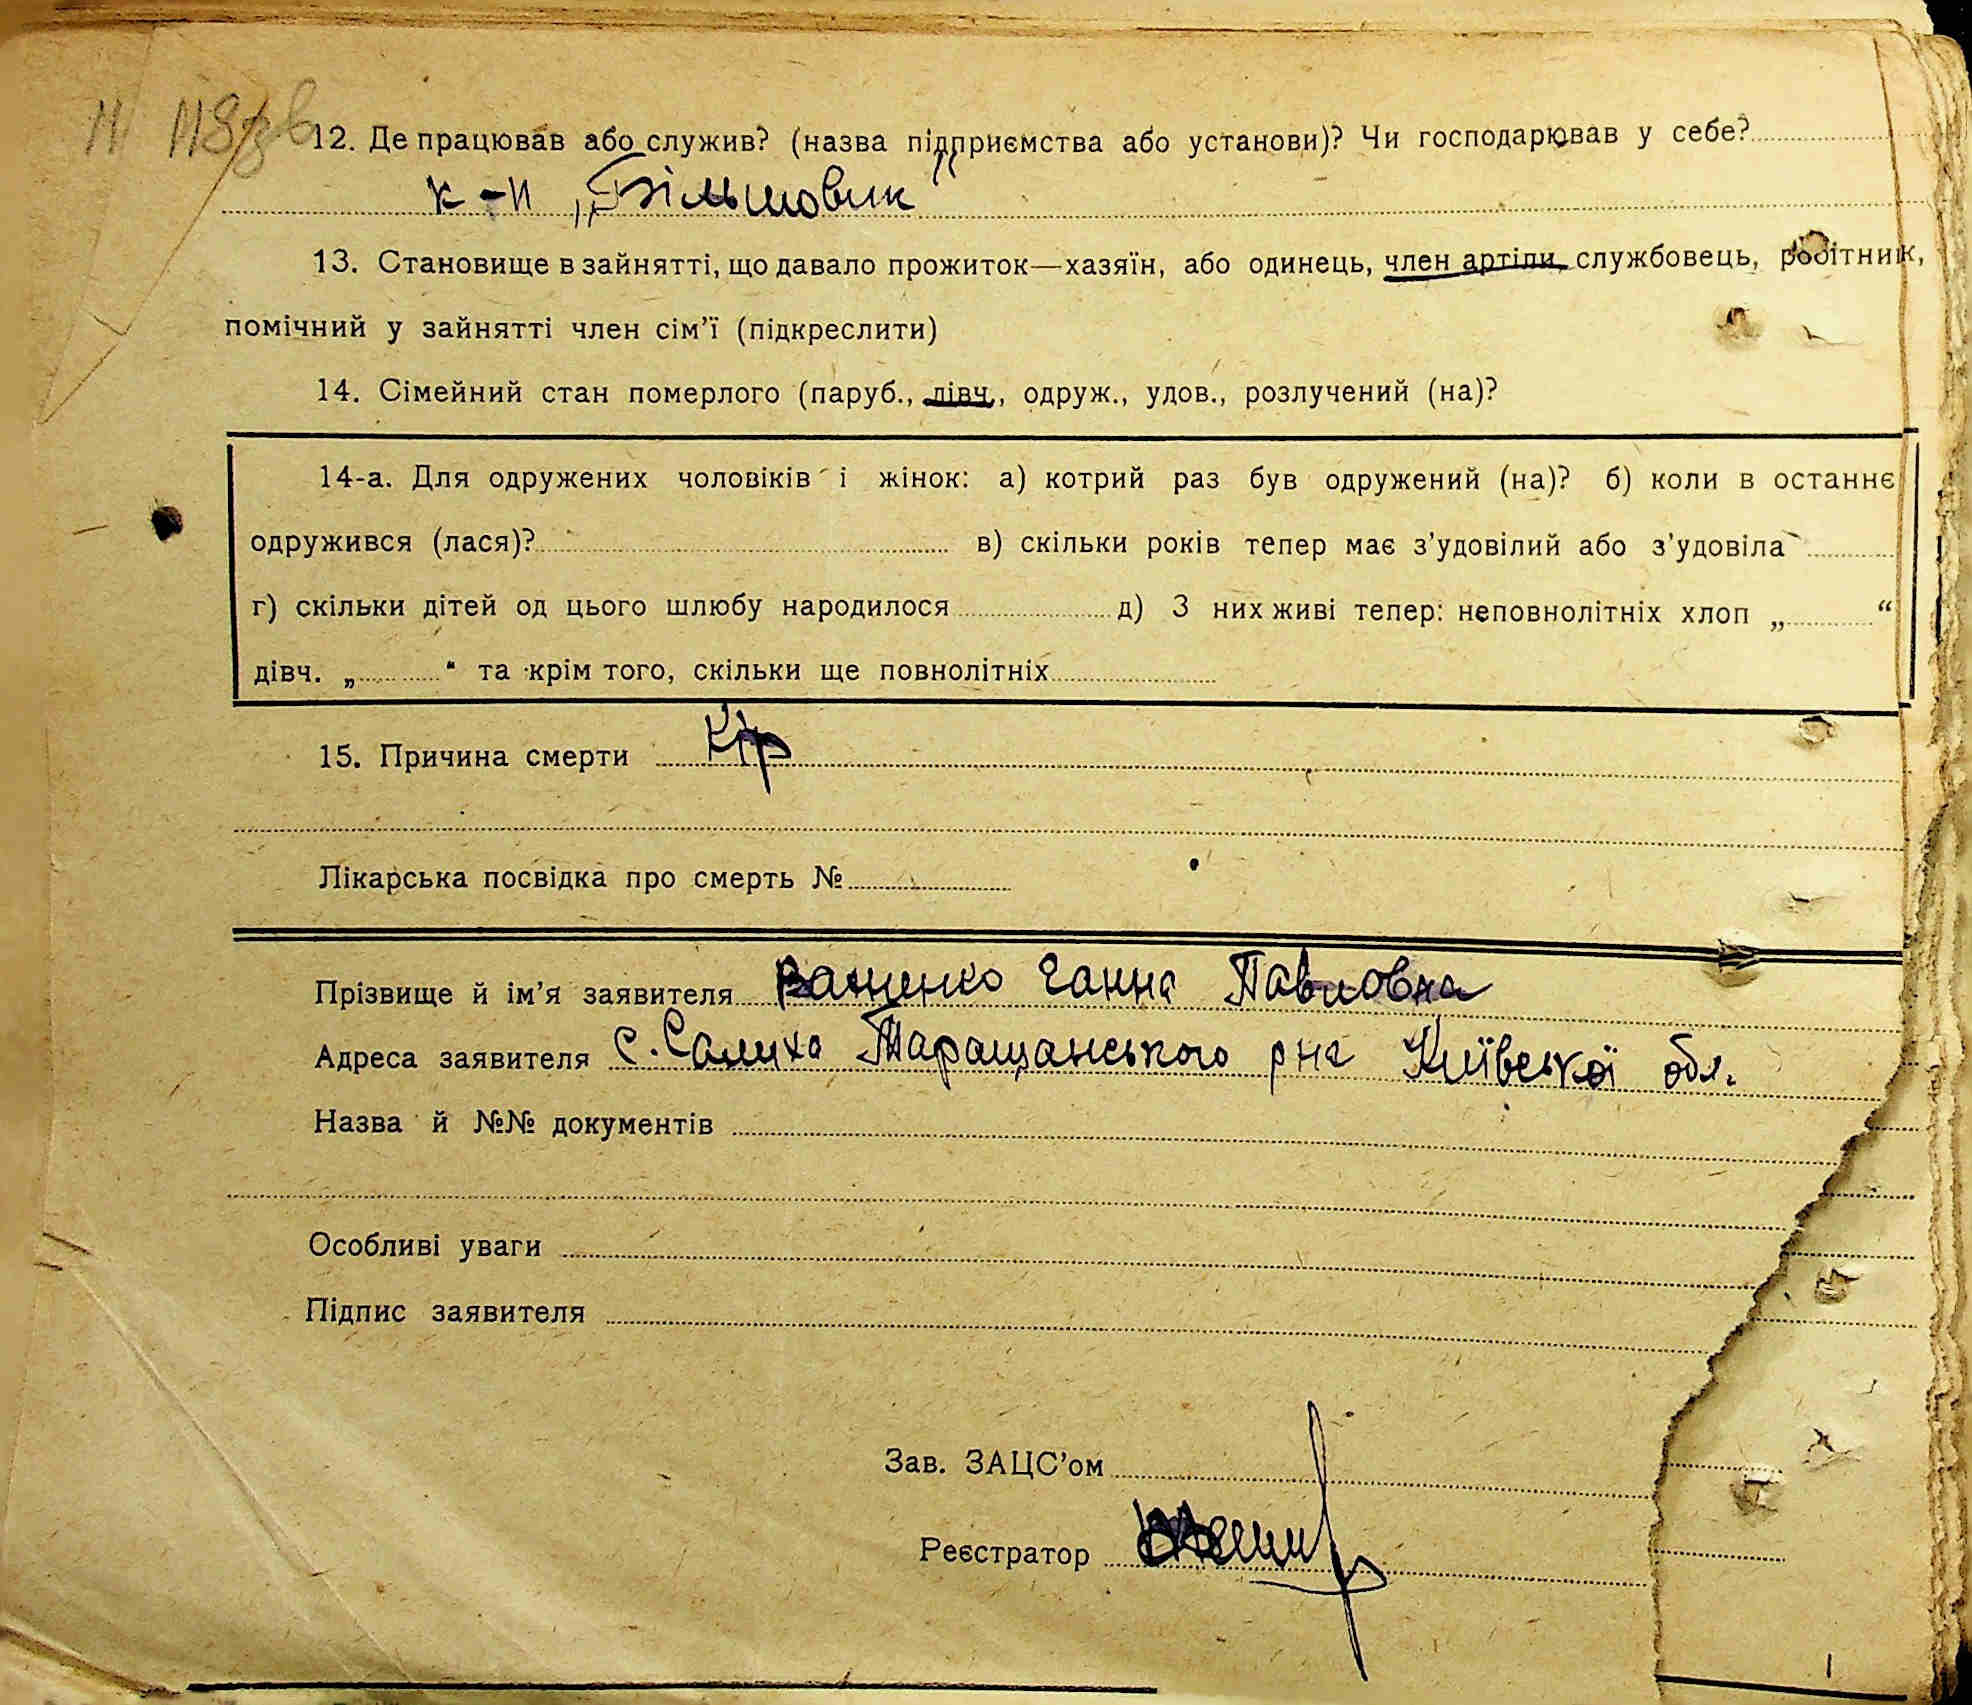 118зв
12. Де працював або служив? (назва підприємства або установи)? Чи господарював у себе?
к-п „Більшовик"
13. Становище в зайнятті, що давало прожиток—хазяїн, або одинець, член артіли, службовець, робітник,
помічний у зайнятті член сім'ї (підкреслити)
14. Сімейний стан померлого (паруб., дівч., одруж., удов., розлучений (на)?
14-а. Для одружених чоловіків і жінок: а) котрий раз був одружений (на)? б) коли в останнє
одружився (лася)? в) скільки років тепер має з'удовілий або з'удовіла
г) скільки дітей од цього шлюбу народилося д) З них живі тепер: неповнолітніх хлоп „ “
дівч. „ “ та крім того, скільки ще повнолітніх
15. Причина смерти Кір
Лікарська посвідка про смерть №
Прізвище й ім'я заявителя Ганна Павловна
Адреса заявителя с. Салиха Таращанського рна Київської обл.
Назва й №№ документів
Особливі уваги
Підпис заявителя
Зав. ЗАЦС'ом
Реєстратор